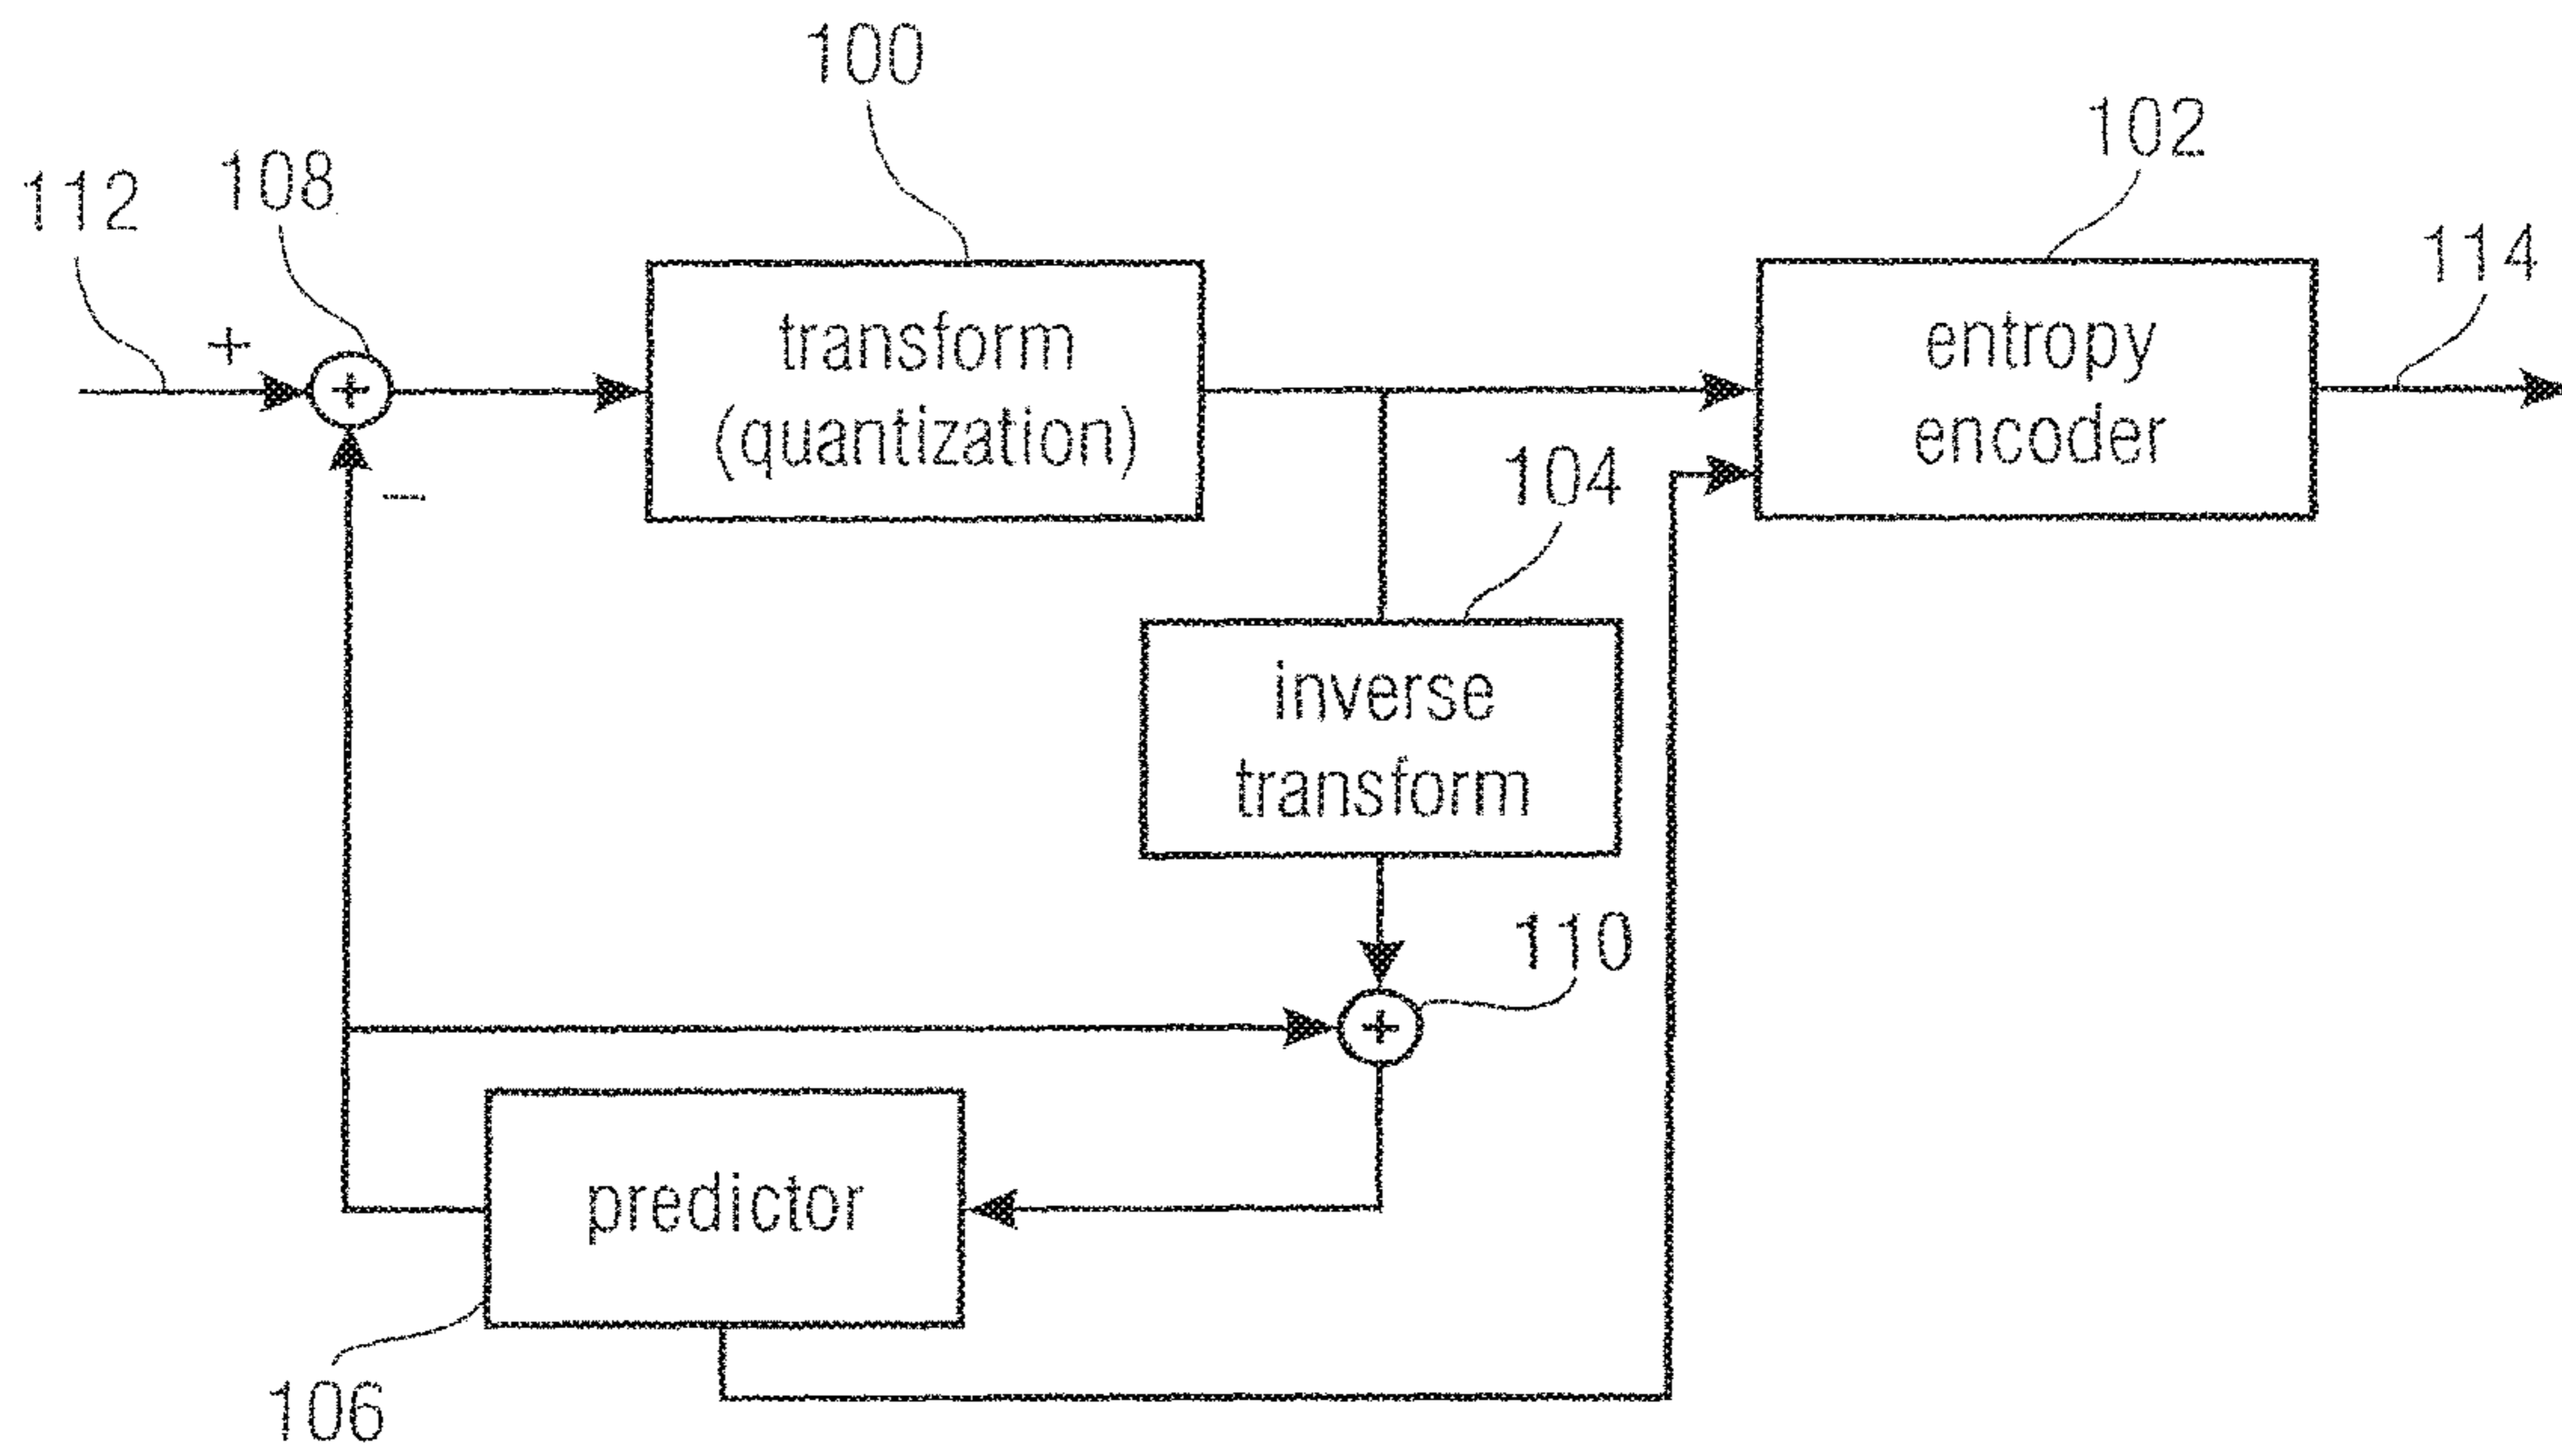 100
102
108
112
114
+
+
transform
(quantization)
entropy
encoder
–
104
inverse
transform
110
+
predictor
106